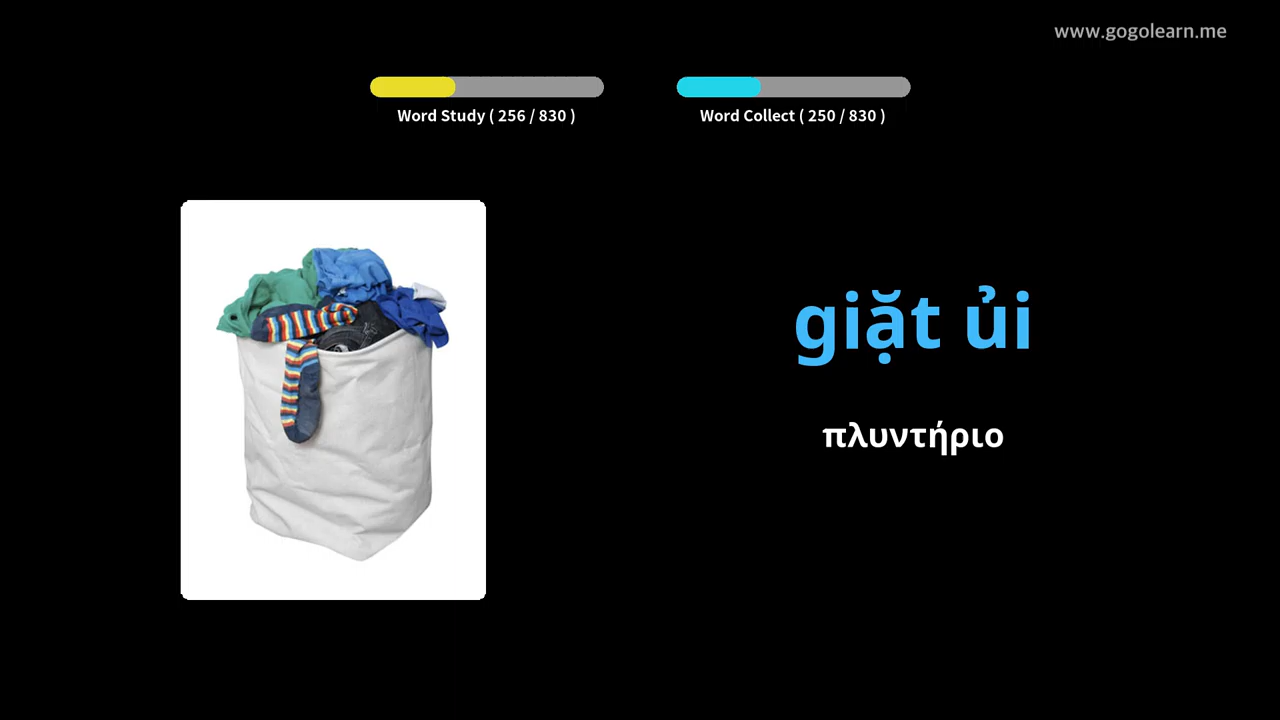 www.gogolearn.me
Word Study ( 256 / 830 )
Word Collect ( 250 / 830 )
giặt ủi
πλυντήριο